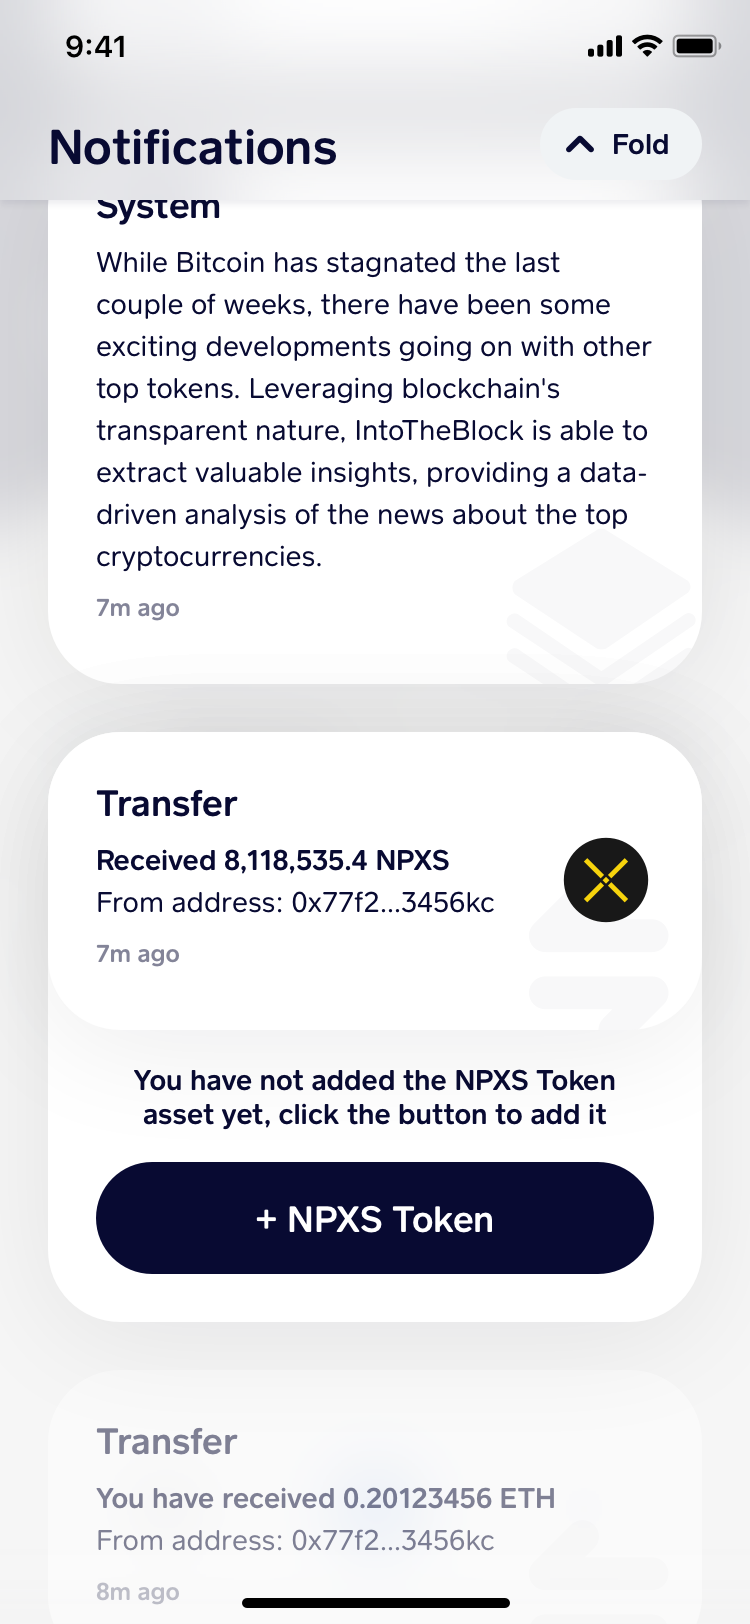 9:41
Notifications
Fold
System
While Bitcoin has stagnated the last
couple of weeks, there have been some
exciting developments going on with other
top tokens. Leveraging blockchain's
transparent nature, IntoTheBlock is able to
extract valuable insights, providing a data-
driven analysis of the news about the top
cryptocurrencies.
7m ago
Transfer
Received 8,118,535.4 NPXS
From address: 0x77f2...3456kc
7m ago
You have not added the NPXS Token
asset yet, click the button to add it
+ NPXS Token
Transfer
You have received 0.20123456 ETH
From address: 0x77f2...3456kc
8m ago